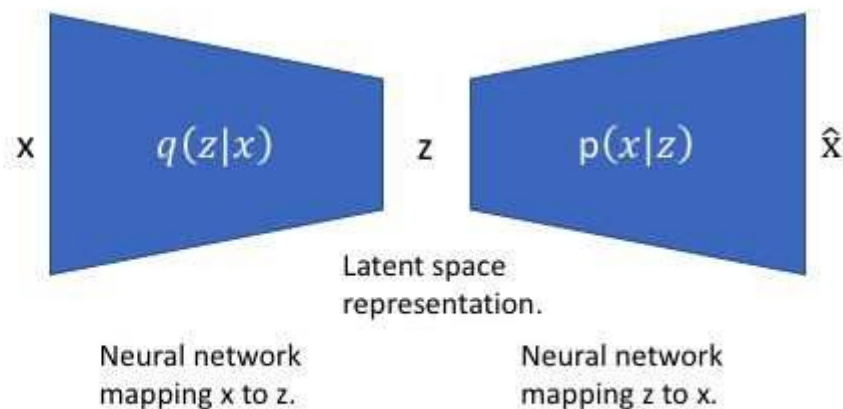 x
q(z|x)
z
p(x|z)
x̂
Latent space
representation.
Neural network
mapping x to z.
Neural network
mapping z to x.